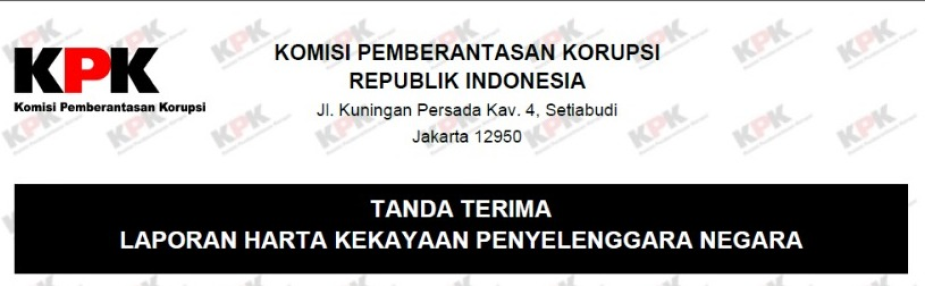 KPK
Komisi Pemberantasan Korupsi
KOMISI PEMBERANTASAN KORUPSI
REPUBLIK INDONESIA
Jl. Kuningan Persada Kav. 4, Setiabudi
Jakarta 12950
TANDA TERIMA
LAPORAN HARTA KEKAYAAN PENYELENGGARA NEGARA